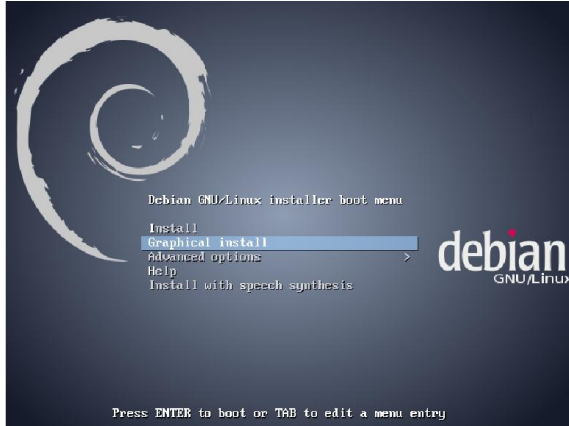 Debian GNU/Linux installer boot menu
Install
Graphical install
Advanced options >
Help
Install with speech synthesis
debian
GNU/Linux
Press ENTER to boot or TAB to edit a menu entry